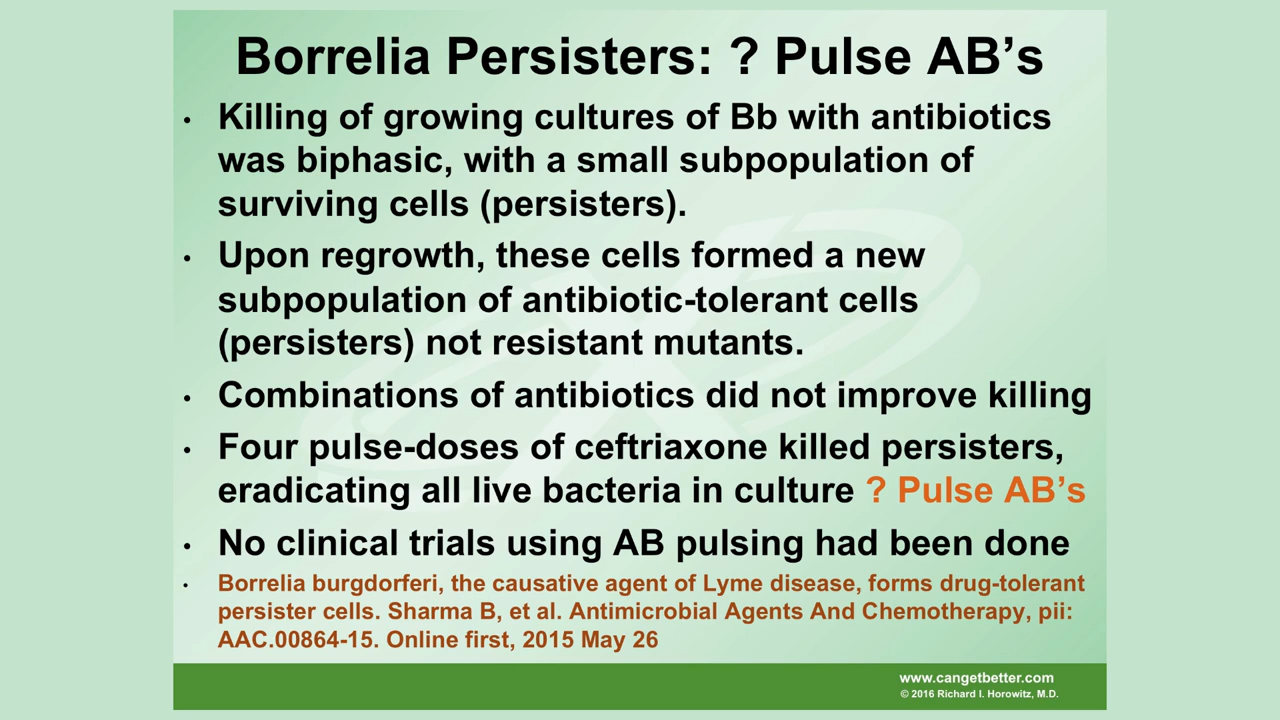 Borrelia Persisters: ? Pulse AB’s
• Killing of growing cultures of Bb with antibiotics
was biphasic, with a small subpopulation of
surviving cells (persisters).
• Upon regrowth, these cells formed a new
subpopulation of antibiotic-tolerant cells
(persisters) not resistant mutants.
• Combinations of antibiotics did not improve killing
• Four pulse-doses of ceftriaxone killed persisters,
eradicating all live bacteria in culture ? Pulse AB’s
• No clinical trials using AB pulsing had been done
• Borrelia burgdorferi, the causative agent of Lyme disease, forms drug-tolerant
persister cells. Sharma B, et al. Antimicrobial Agents And Chemotherapy, pii:
AAC.00864-15. Online first, 2015 May 26
www.cangetbetter.com
© 2016 Richard I. Horowitz, M.D.